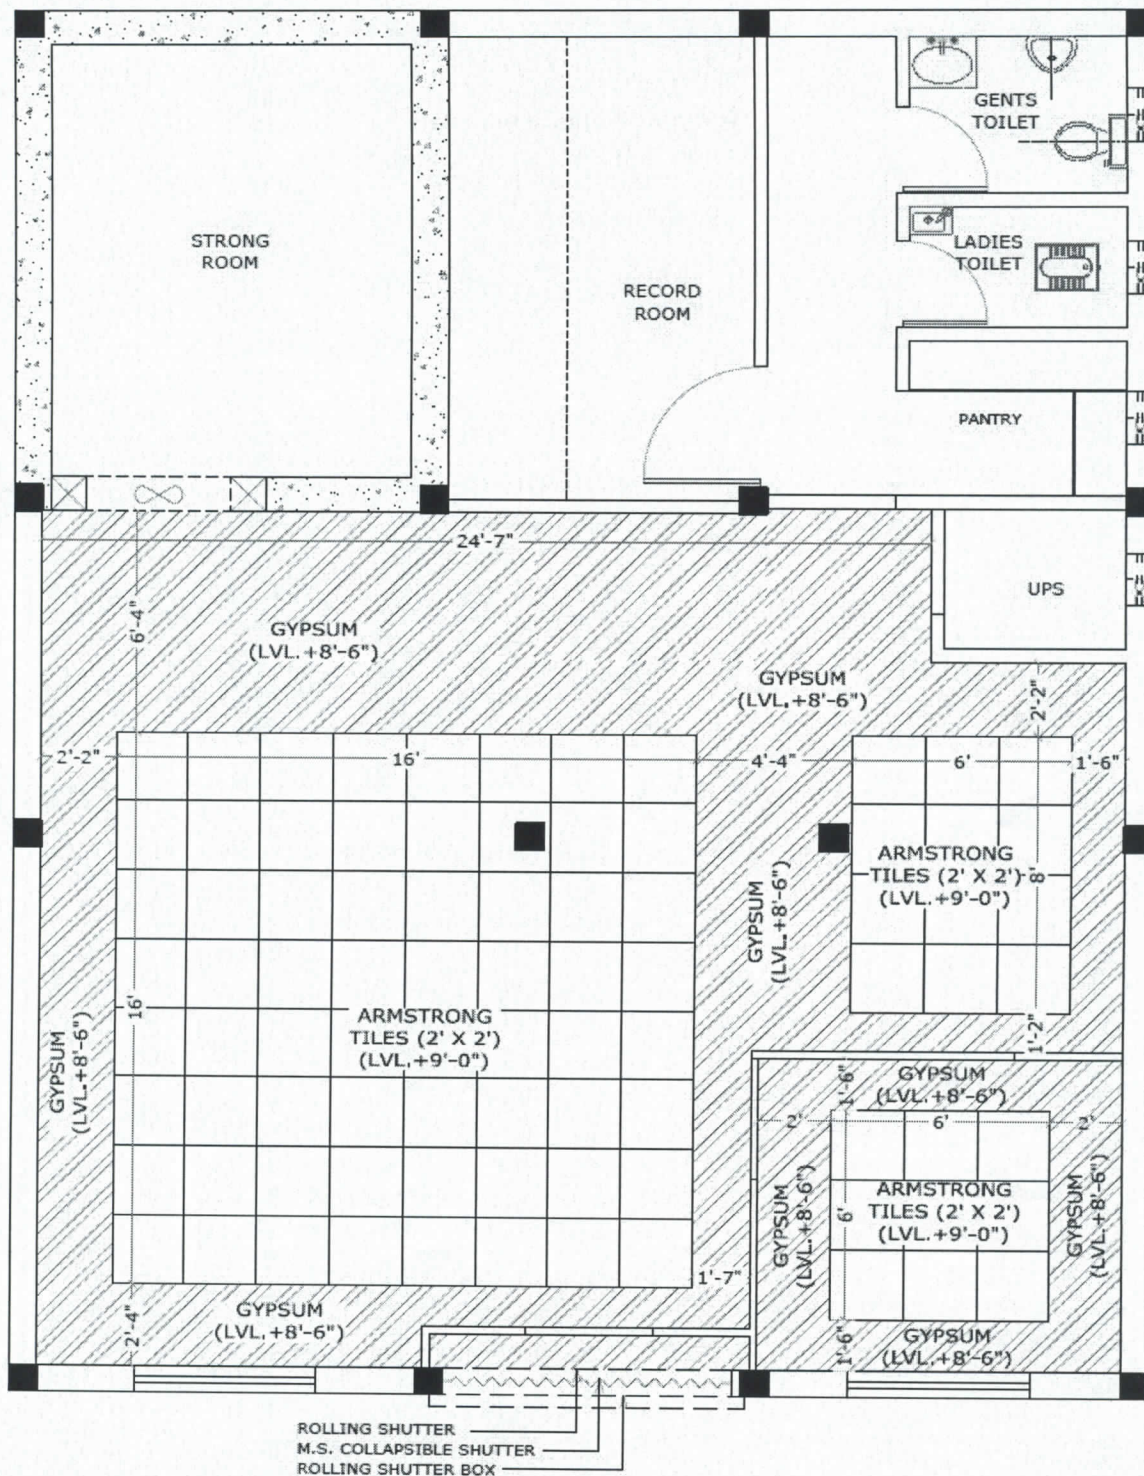 GENTS
TOILET
STRONG
ROOM
LADIES
TOILET
RECORD
ROOM
PANTRY
24'-7"
UPS
6'-4"
GYPSUM
(LVL.+8'-6")
GYPSUM
(LVL.+8'-6")
2'-2"
2'-2"
16'
4'-4"
6'
1'-6"
ARMSTRONG
TILES (2' X 2')
(LVL.+9'-0")
8'
GYPSUM
(LVL.+8'-6")
16'
ARMSTRONG
TILES (2' X 2')
(LVL.+9'-0")
GYPSUM
(LVL.+8'-6")
1'-2"
1'-6"
GYPSUM
(LVL.+8'-6")
2'
6'
2'
GYPSUM
(LVL.+8'-6")
6'
ARMSTRONG
TILES (2' X 2')
(LVL.+9'-0")
GYPSUM
(LVL.+8'-6")
1'-7"
GYPSUM
(LVL.+8'-6")
2'-4"
1'-6"
GYPSUM
(LVL.+8'-6")
ROLLING SHUTTER
M.S. COLLAPSIBLE SHUTTER
ROLLING SHUTTER BOX